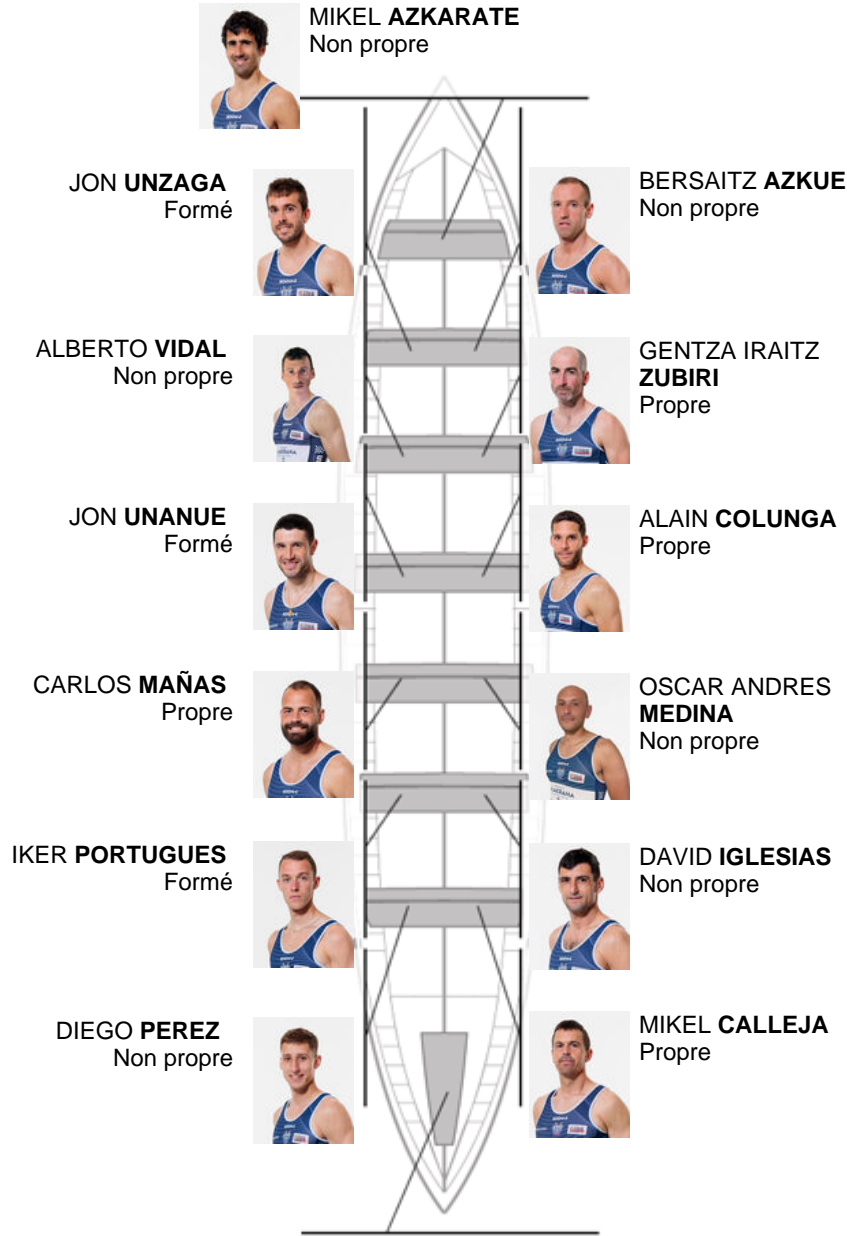 MIKEL AZKARATE
Non propre
JON UNZAGA
Formé
BERSAITZ AZKUE
Non propre
ALBERTO VIDAL
Non propre
GENTZA IRAITZ
ZUBIRI
Propre
JON UNANUE
Formé
ALAIN COLUNGA
Propre
CARLOS MAÑAS
Propre
OSCAR ANDRES
MEDINA
Non propre
IKER PORTUGUES
Formé
DAVID IGLESIAS
Non propre
DIEGO PEREZ
Non propre
MIKEL CALLEJA
Propre